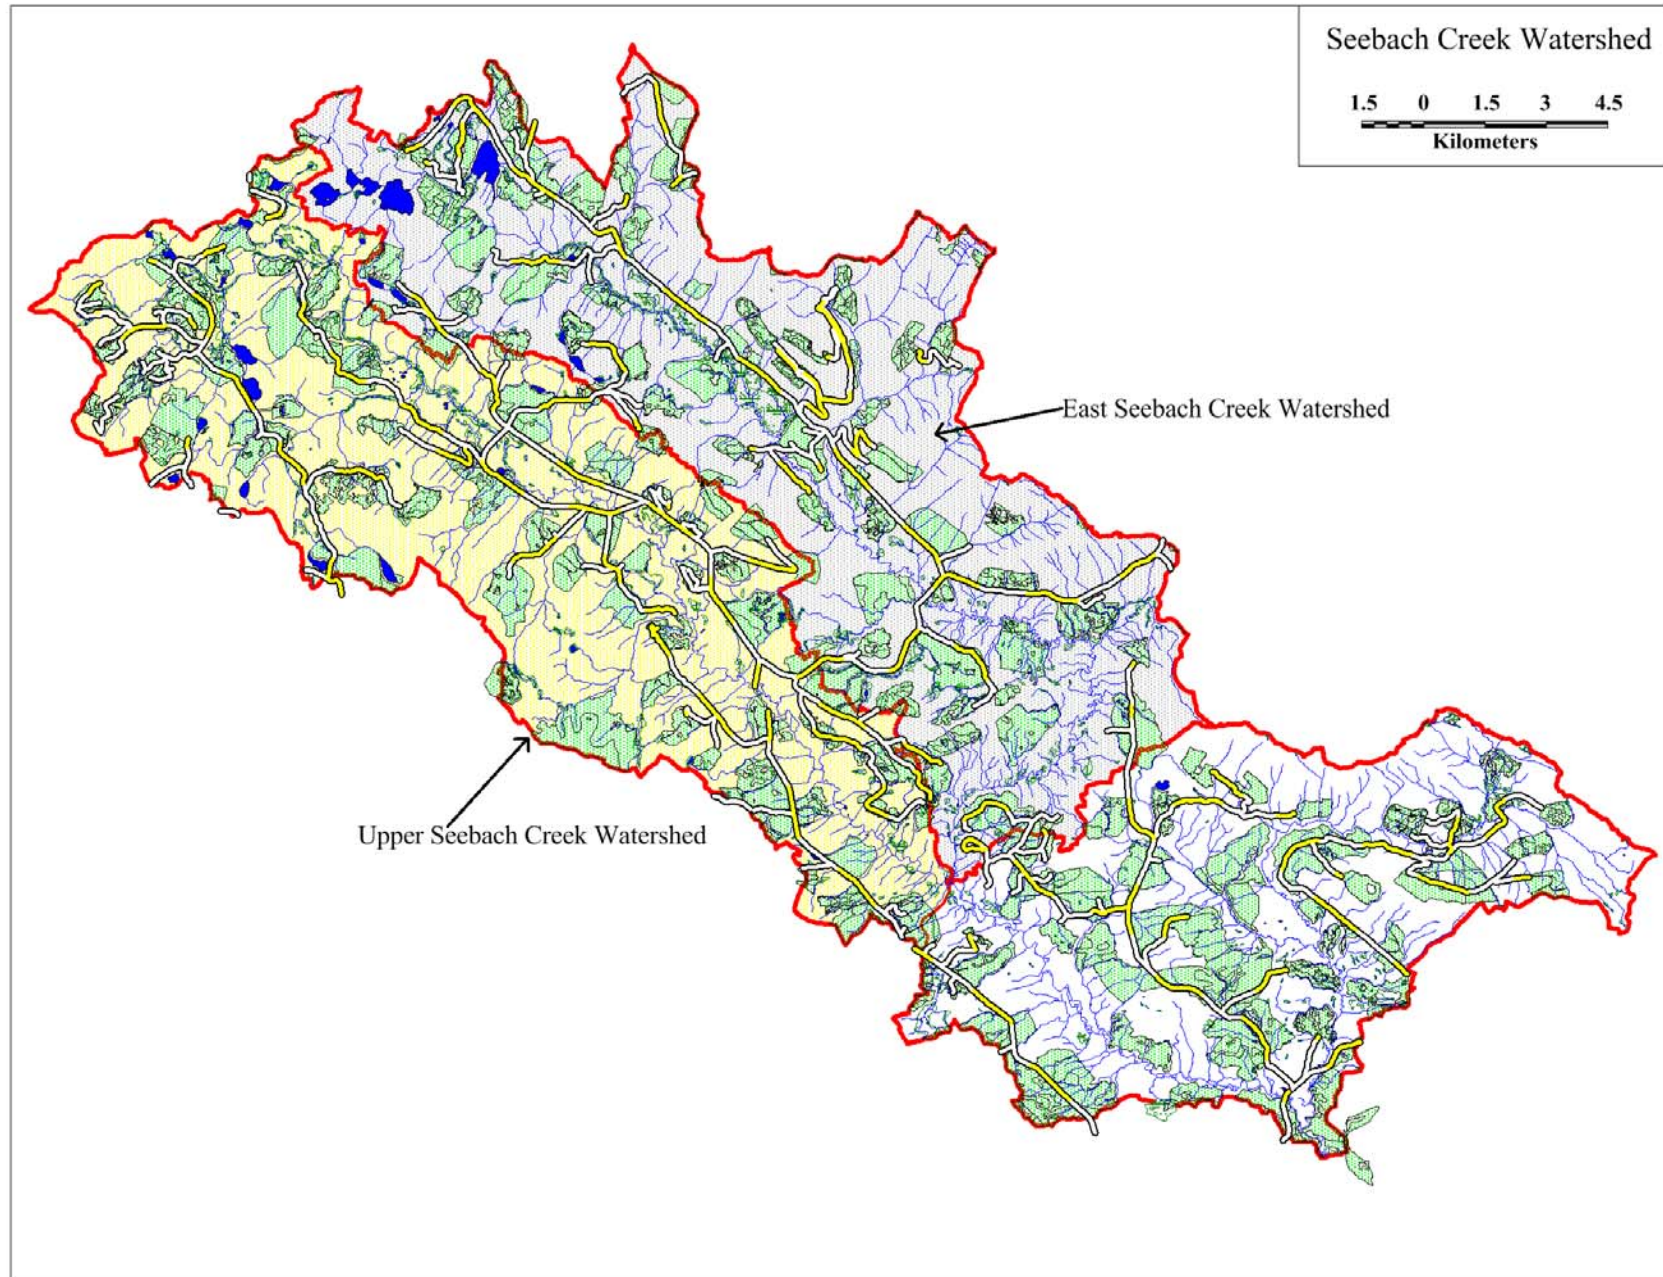 Seebach Creek Watershed
1.5 0 1.5 3 4.5
Kilometers
East Seebach Creek Watershed
Upper Seebach Creek Watershed